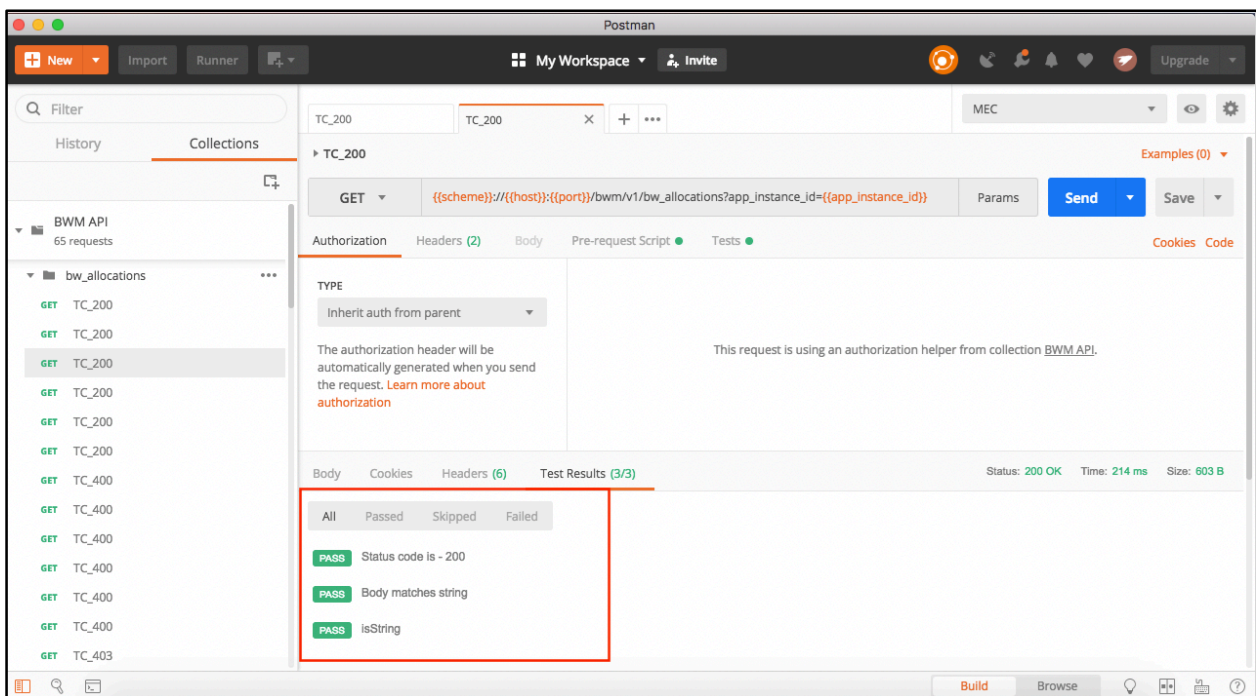 Postman
New
Import
Runner
My Workspace
Invite
Upgrade
Filter
History
Collections
BWM API
65 requests
bw_allocations
GET TC_200
GET TC_200
GET TC_200
GET TC_200
GET TC_200
GET TC_200
GET TC_400
GET TC_400
GET TC_400
GET TC_400
GET TC_400
GET TC_400
GET TC_403
TC_200
TC_200
MEC
TC_200
Examples (0)
GET
{{scheme}}://{{host}}:{{port}}/bwm/v1/bw_allocations?app_instance_id={{app_instance_id}}
Params
Send
Save
Authorization
Headers (2)
Body
Pre-request Script
Tests
Cookies
Code
TYPE
Inherit auth from parent
The authorization header will be
automatically generated when you send
the request. Learn more about
authorization
This request is using an authorization helper from collection BWM API.
Body
Cookies
Headers (6)
Test Results (3/3)
Status: 200 OK
Time: 214 ms
Size: 603 B
All
Passed
Skipped
Failed
PASS Status code is - 200
PASS Body matches string
PASS isString
Build
Browse